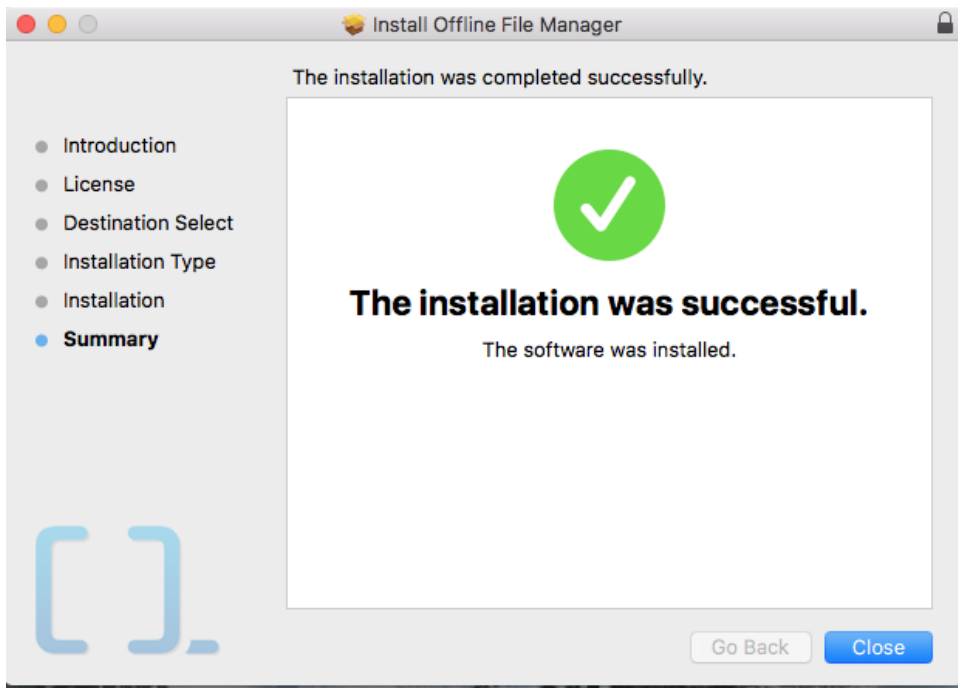 Install Offline File Manager
The installation was completed successfully.
Introduction
License
Destination Select
Installation Type
Installation
Summary
The installation was successful.
The software was installed.
Go Back
Close